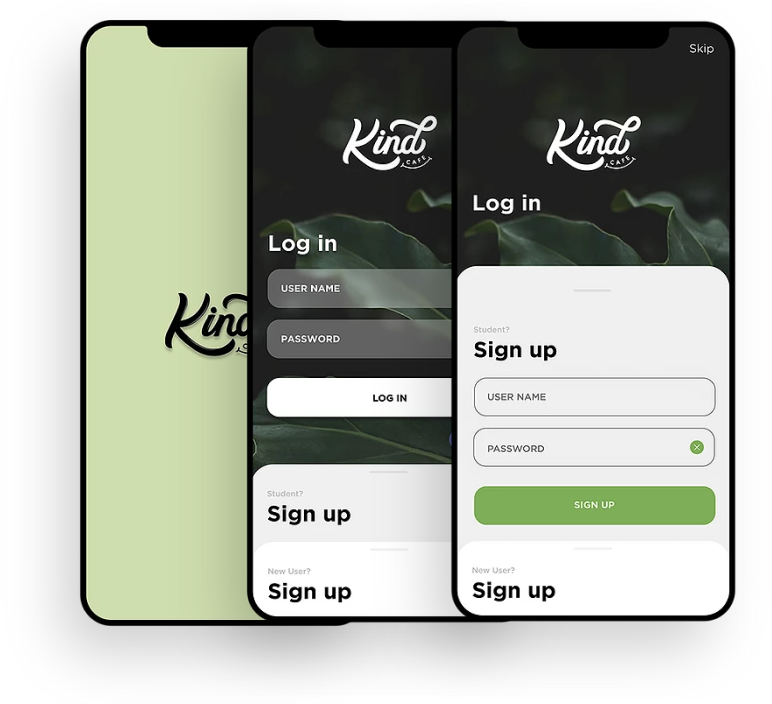 Kind
Kind
CAFE
Log in
USER NAME
PASSWORD
LOG IN
Student?
Sign up
New User?
Sign up
Skip
Kind
CAFE
Log in
Student?
Sign up
USER NAME
PASSWORD
SIGN UP
New User?
Sign up